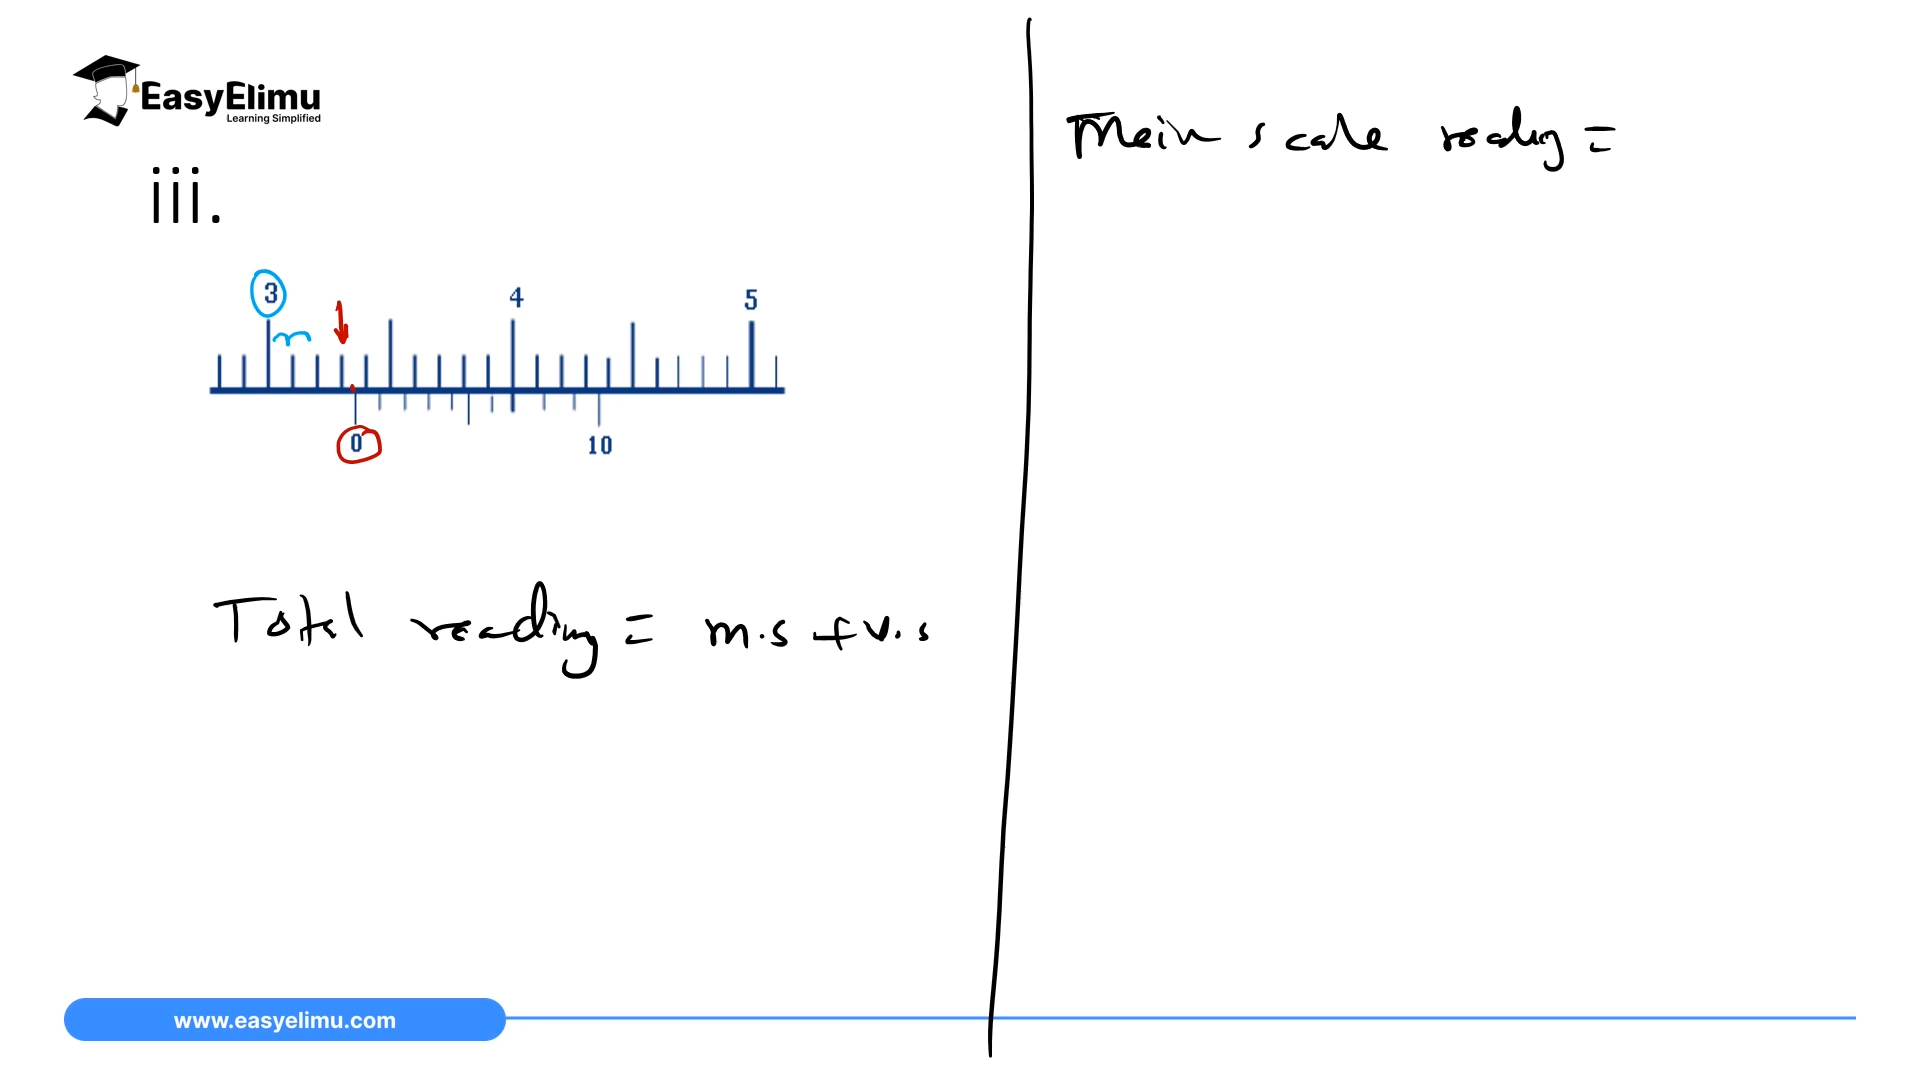 EasyElimu
Learning Simplified
iii.
3 4 5
0 10
Total reading = m.s + v.s
Main scale reading =
www.easyelimu.com